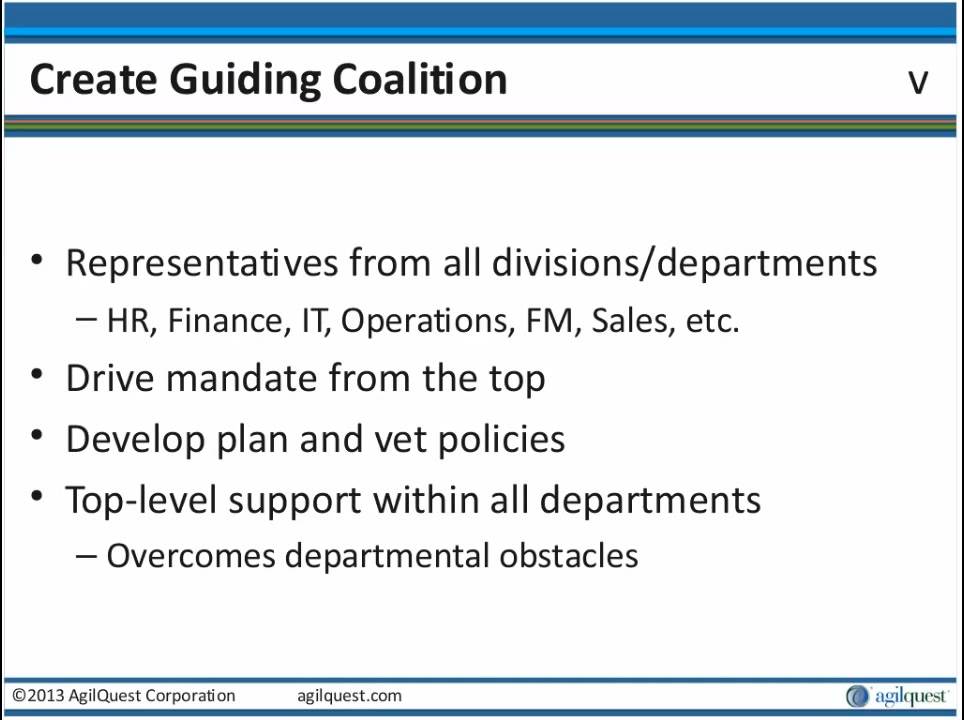 Create Guiding Coalition v
• Representatives from all divisions/departments
– HR, Finance, IT, Operations, FM, Sales, etc.
• Drive mandate from the top
• Develop plan and vet policies
• Top-level support within all departments
– Overcomes departmental obstacles
©2013 AgilQuest Corporation agilquest.com agilquest